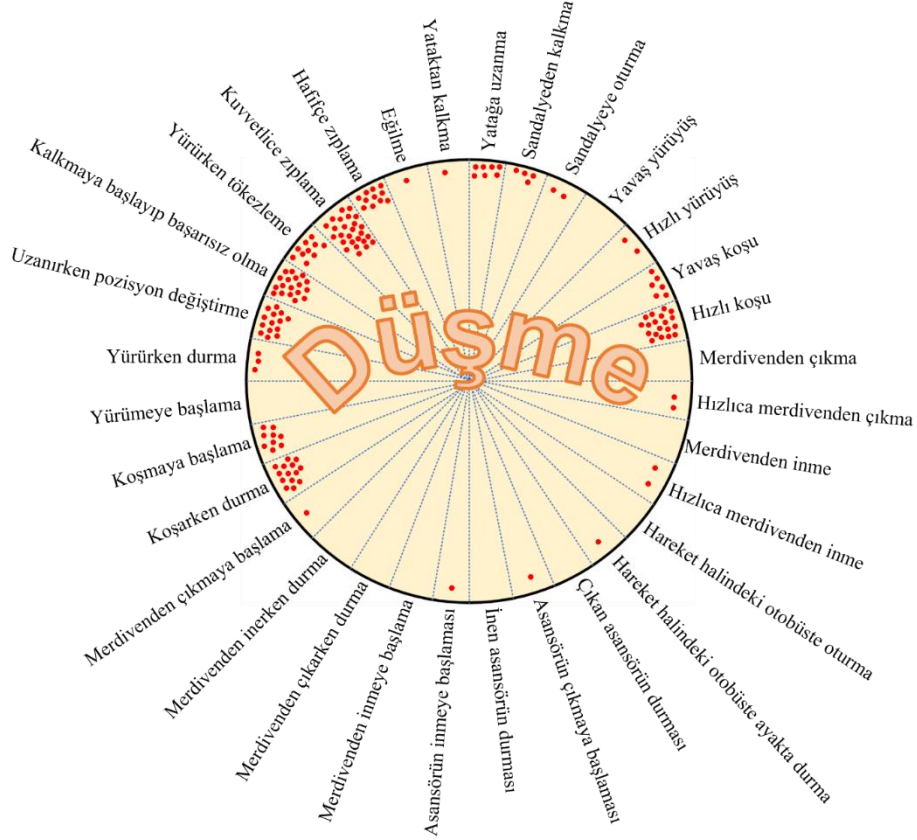 Yatağa uzanma
Sandalyeden kalkma
Sandalyeye oturma
Yavaş yürüyüş
Hızlı yürüyüş
Yavaş koşu
Hızlı koşu
Merdivenden çıkma
Hızlıca merdivenden çıkma
Merdivenden inme
Hızlıca merdivenden inme
Hareket halindeki otobüste oturma
Hareket halindeki otobüste ayakta durma
Çıkan asansörün durması
Asansörün çıkmaya başlaması
İnen asansörün durması
Asansörün inmeye başlaması
Merdivenden inmeye başlama
Merdivenden çıkarken durma
Merdivenden inerken durma
Merdivenden çıkmaya başlama
Koşarken durma
Koşmaya başlama
Yürümeye başlama
Yürürken durma
Uzanırken pozisyon değiştirme
Kalkmaya başlayıp başarısız olma
Yürürken tökezleme
Kuvvetlice zıplama
Hafifçe zıplama
Eğilme
Yataktan kalkma
Düşme